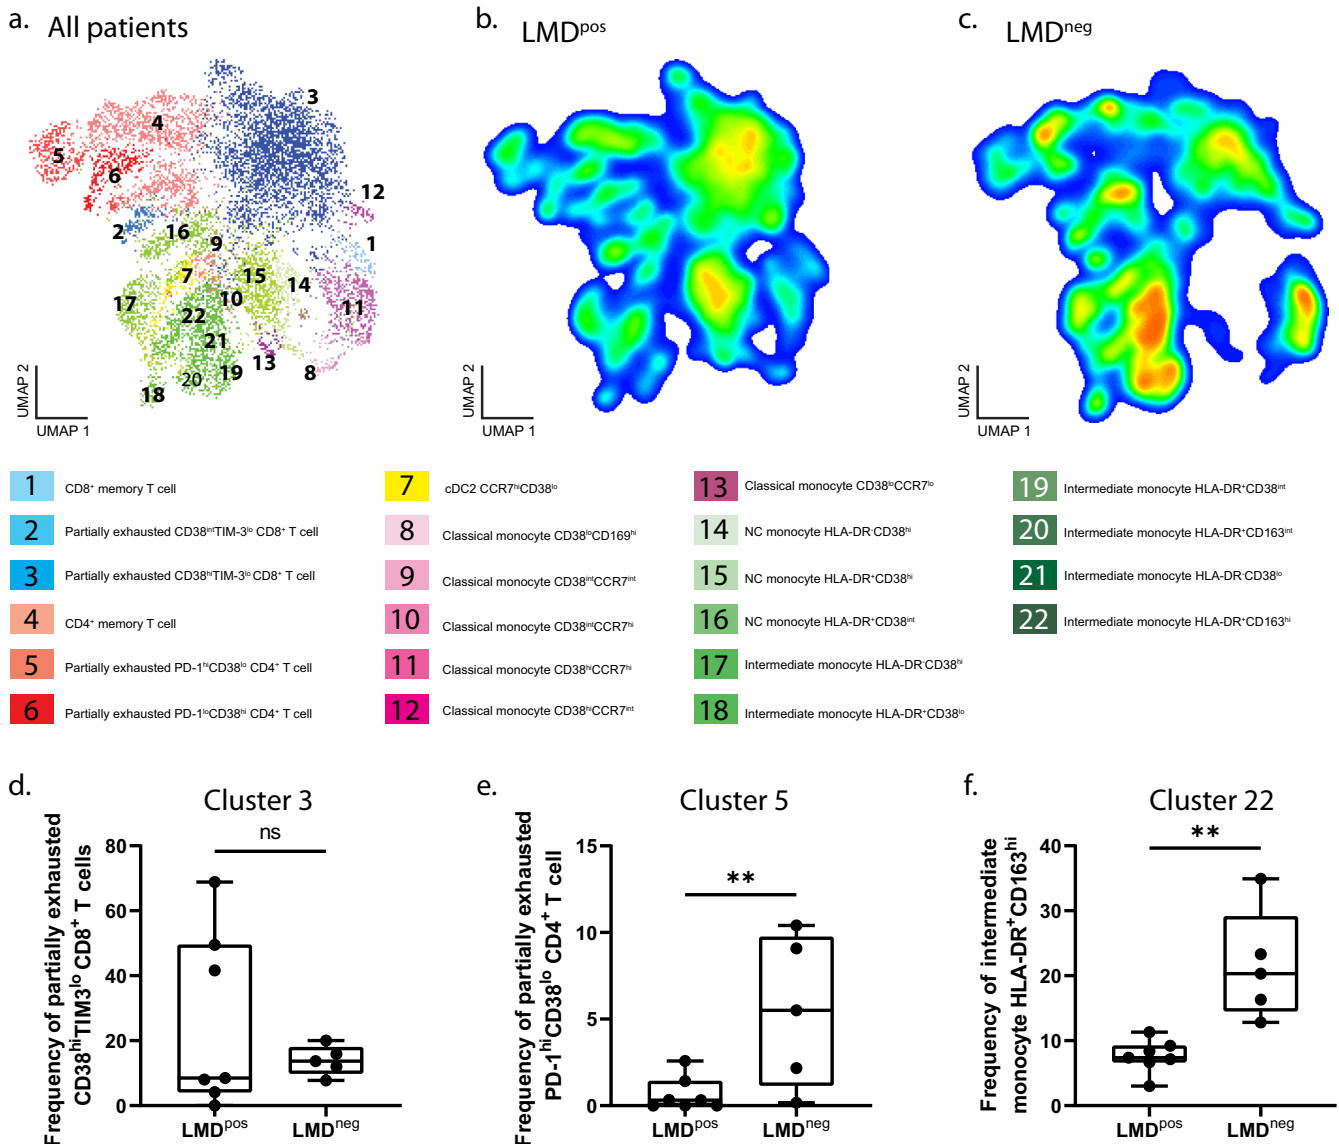 a. All patients
b. LMDᵖᵒˢ
c. LMDⁿᵉᵍ
3
4
5
6
12
2
16
9
1
7
15
14
17
10
11
22
21
13
19
8
20
18
UMAP 2
UMAP 1
UMAP 2
UMAP 1
UMAP 2
UMAP 1
1 CD8⁺ memory T cell
2 Partially exhausted CD38ⁱⁿᵗTIM-3ˡᵒ CD8⁺ T cell
3 Partially exhausted CD38ʰⁱTIM-3ˡᵒ CD8⁺ T cell
4 CD4⁺ memory T cell
5 Partially exhausted PD-1ʰⁱCD38ˡᵒ CD4⁺ T cell
6 Partially exhausted PD-1ˡᵒCD38ʰⁱ CD4⁺ T cell
7 cDC2 CCR7ʰⁱCD38ˡᵒ
8 Classical monocyte CD38ˡᵒCD169ʰⁱ
9 Classical monocyte CD38ⁱⁿᵗCCR7ⁱⁿᵗ
10 Classical monocyte CD38ⁱⁿᵗCCR7ʰⁱ
11 Classical monocyte CD38ʰⁱCCR7ʰⁱ
12 Classical monocyte CD38ʰⁱCCR7ⁱⁿᵗ
13 Classical monocyte CD38ˡᵒCCR7ˡᵒ
14 NC monocyte HLA-DR⁻CD38ʰⁱ
15 NC monocyte HLA-DR⁺CD38ʰⁱ
16 NC monocyte HLA-DR⁺CD38ⁱⁿᵗ
17 Intermediate monocyte HLA-DR⁻CD38ʰⁱ
18 Intermediate monocyte HLA-DR⁺CD38ˡᵒ
19 Intermediate monocyte HLA-DR⁺CD38ⁱⁿᵗ
20 Intermediate monocyte HLA-DR⁺CD163ⁱⁿᵗ
21 Intermediate monocyte HLA-DR⁻CD38ˡᵒ
22 Intermediate monocyte HLA-DR⁺CD163ʰⁱ
d.
Cluster 3
ns
Frequency of partially exhausted
CD38ʰⁱTIM3ˡᵒ CD8⁺ T cells
80
60
40
20
0
LMDᵖᵒˢ LMDⁿᵉᵍ
e.
Cluster 5
**
Frequency of partially exhausted
PD-1ʰⁱCD38ˡᵒ CD4⁺ T cell
15
10
5
0
LMDᵖᵒˢ LMDⁿᵉᵍ
f.
Cluster 22
**
Frequency of intermediate
monocyte HLA-DR⁺CD163ʰⁱ
40
30
20
10
0
LMDᵖᵒˢ LMDⁿᵉᵍ